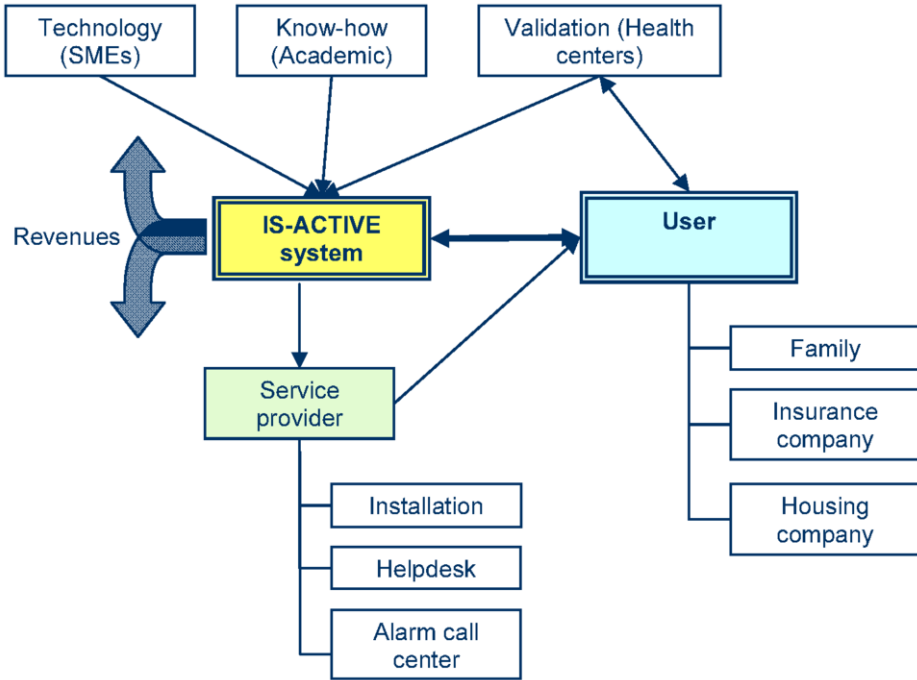 Technology
(SMEs)
Know-how
(Academic)
Validation (Health
centers)
Revenues
IS-ACTIVE
system
User
Service
provider
Family
Insurance
company
Housing
company
Installation
Helpdesk
Alarm call
center